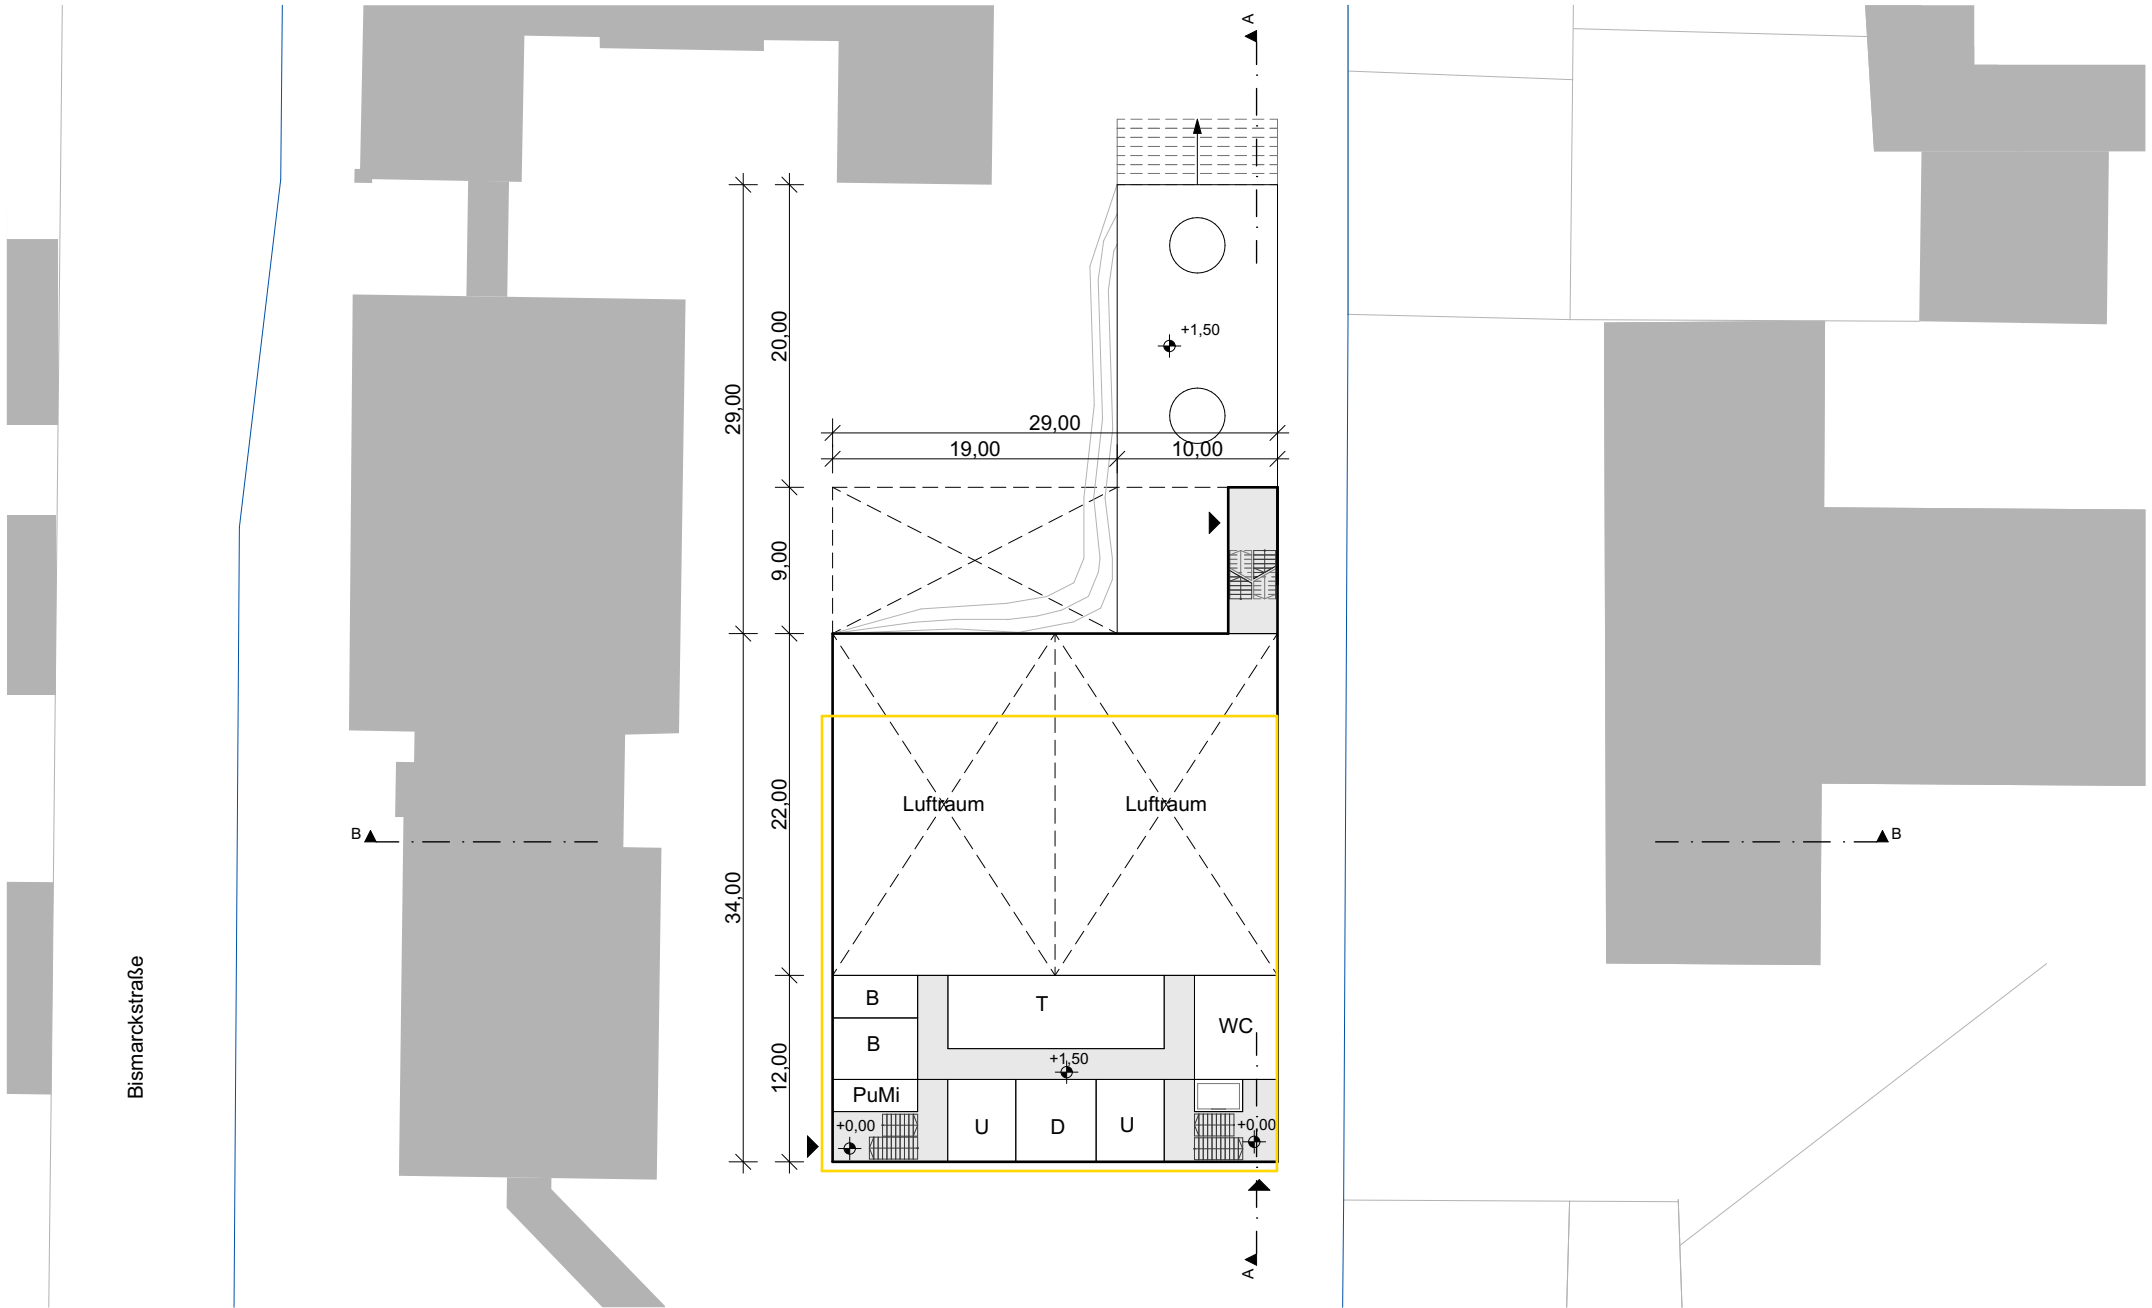 A
20,00
+1,50
29,00
29,00
19,00
10,00
9,00
22,00
Luftraum
Luftraum
B
B
34,00
Bismarckstraße
B
T
WC
B
+1,50
12,00
PuMi
+0,00
U
D
U
+0,00
A